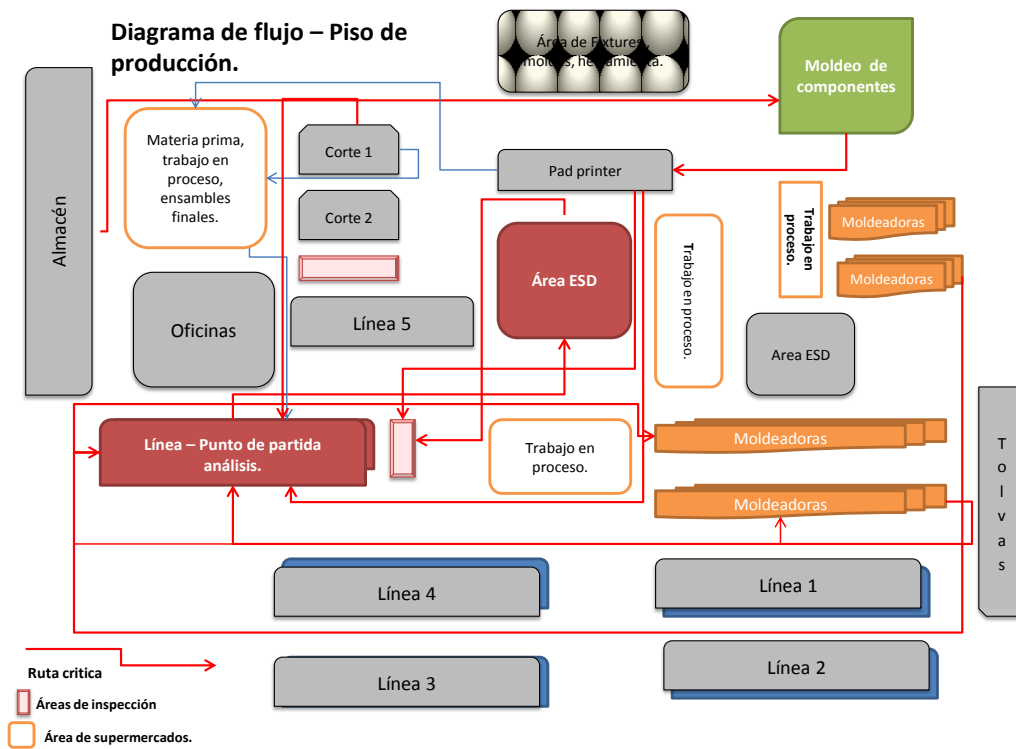 Diagrama de flujo – Piso de
producción.
Área de Fixtures,
moldes, herramienta.
Moldeo de
componentes
Almacén
Materia prima,
trabajo en
proceso,
ensambles
finales.
Corte 1
Corte 2
Pad printer
Trabajo en
proceso.
Moldeadoras
Moldeadoras
Trabajo en proceso.
Área ESD
Oficinas
Línea 5
Area ESD
Línea – Punto de partida
análisis.
Trabajo en
proceso.
Moldeadoras
Moldeadoras
Tolvas
Línea 4
Línea 1
Línea 3
Línea 2
Ruta critica
Áreas de inspección
Área de supermercados.